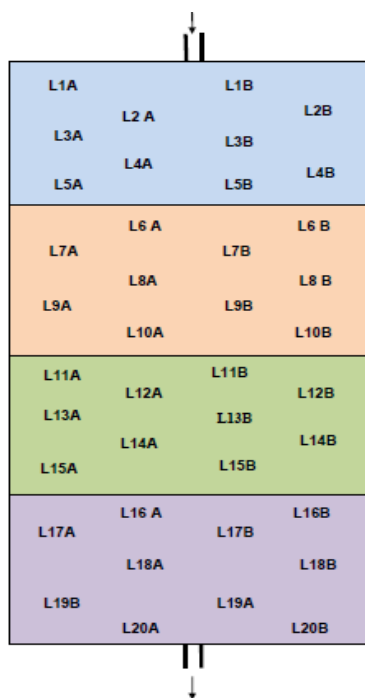 L1A L1B
L2 A L2B
L3A L3B
L4A L4B
L5A L5B
L6 A L6 B
L7A L7B
L8A L8 B
L9A L9B
L10A L10B
L11A L11B
L12A L12B
L13A L13B
L14A L14B
L15A L15B
L16 A L16B
L17A L17B
L18A L18B
L19B L19A
L20A L20B